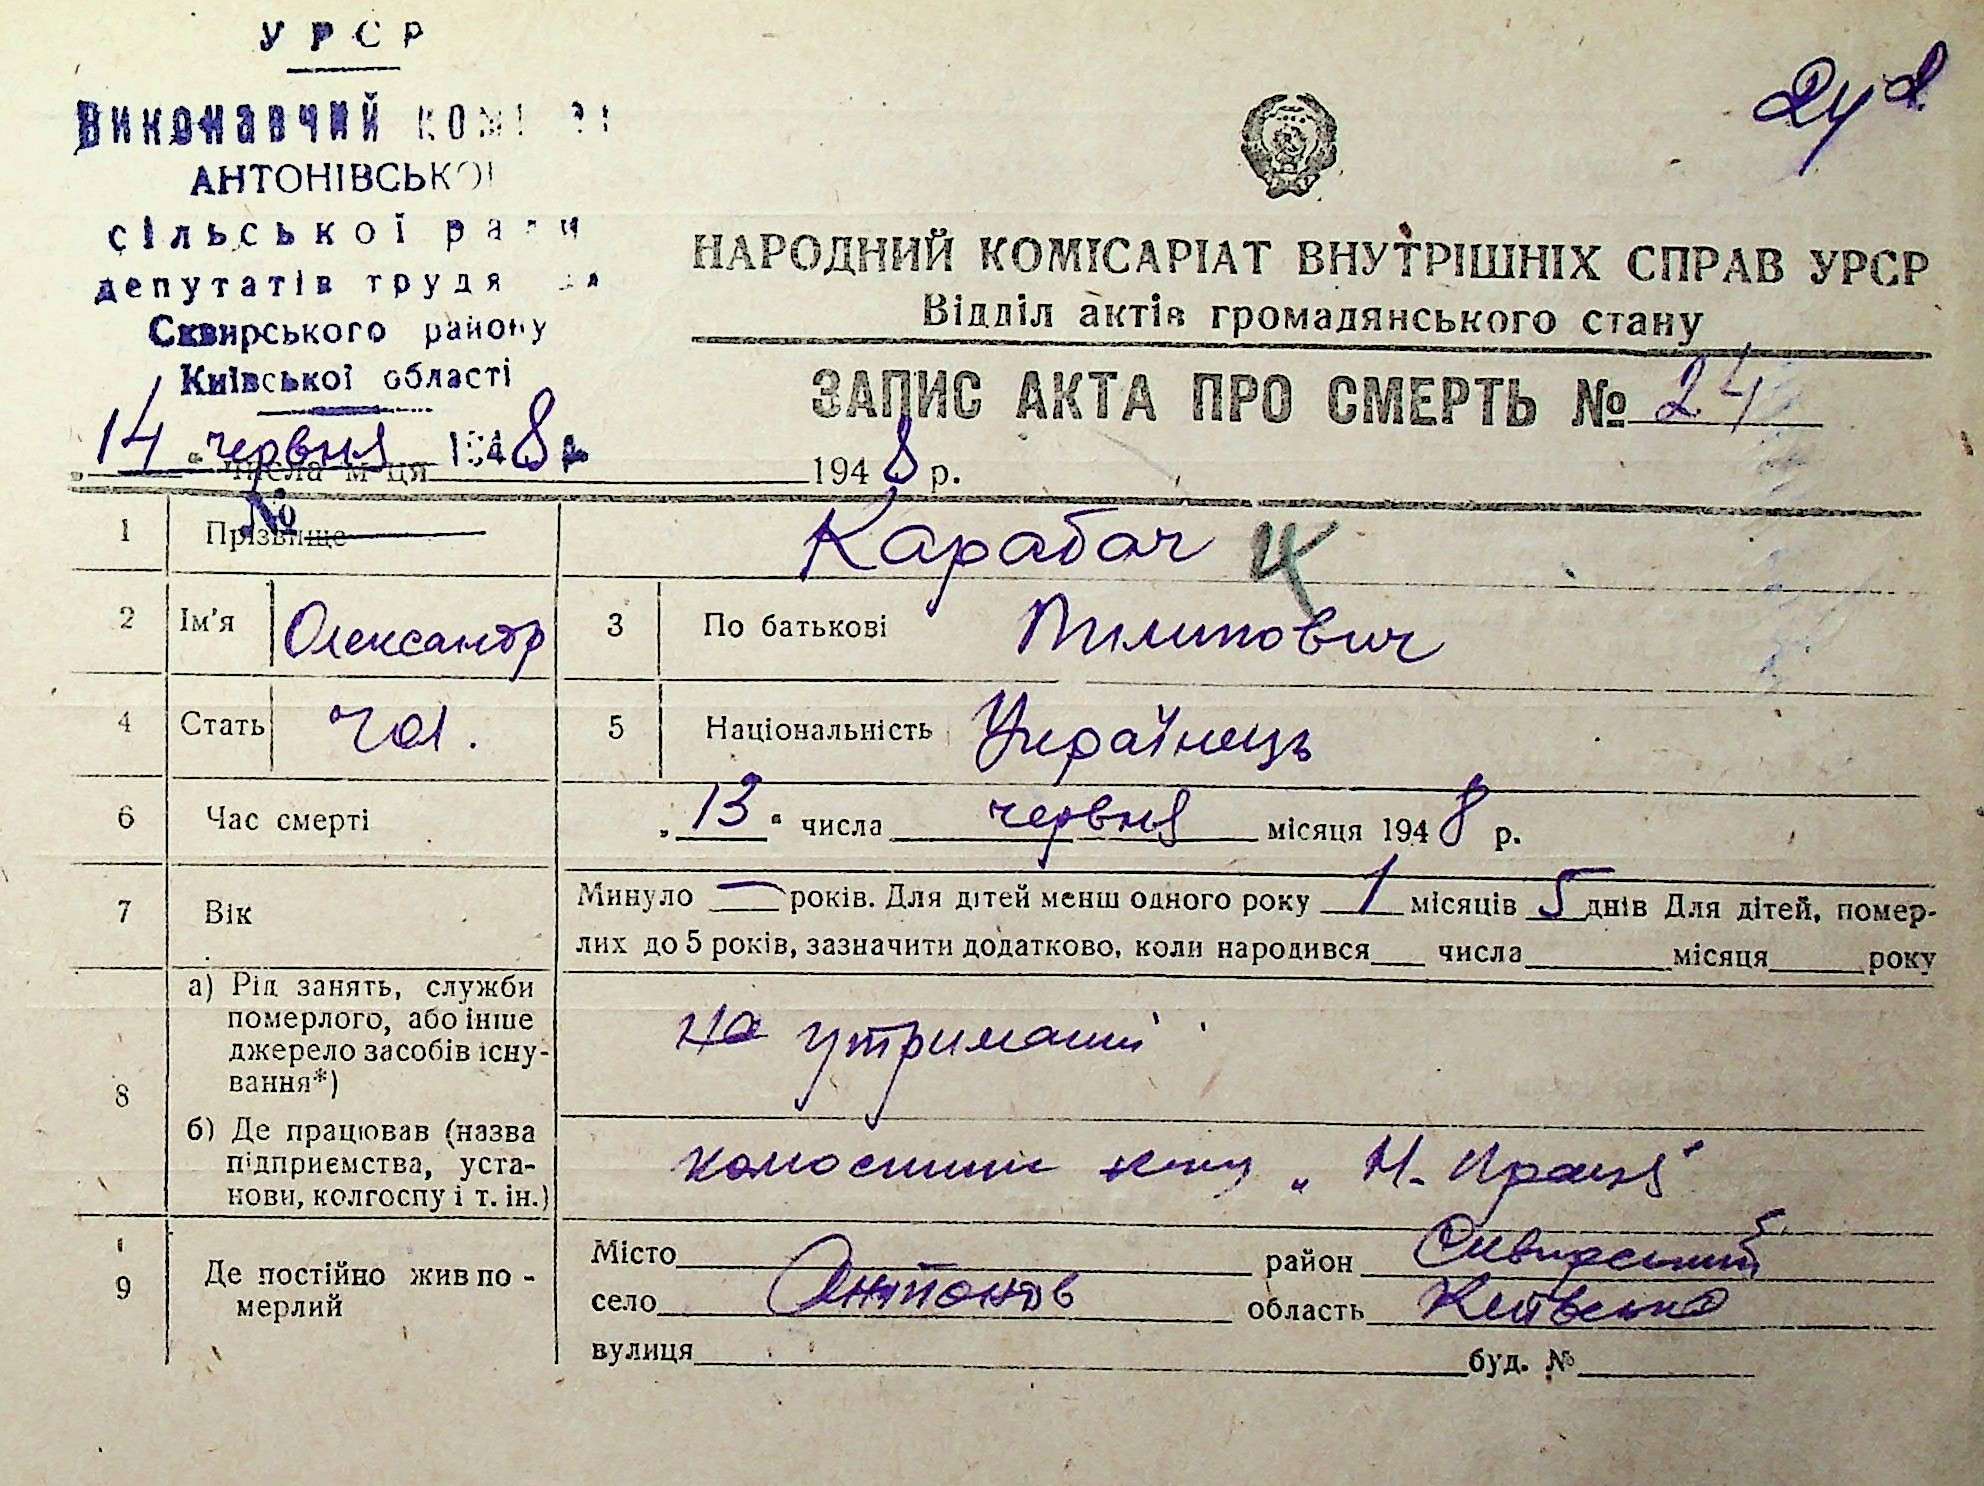 УРСР
Виконавчий
АНТОНІВСЬКОЇ
сільської ради
депутатів трудя
Сквирського району
Київської області
14 червня 1948 р
№
24
НАРОДНИЙ КОМІСАРІАТ ВНУТРІШНІХ СПРАВ УРСР
Відділ актів громадянського стану
ЗАПИС АКТА ПРО СМЕРТЬ № 24
числа м-ця 1948 р.
1 Прізвище Карабач
2 Ім'я Олександр 3 По батькові Пилипович
4 Стать чол. 5 Національність Українець
6 Час смерті „13“ числа червня місяця 1948 р.
7 Вік Минуло — років. Для дітей менш одного року 1 місяців 5 днів Для дітей, помер-
лих до 5 років, зазначити додатково, коли народився числа місяця року
8 а) Рід занять, служби
померлого, або інше
джерело засобів існу-
вання*)
на утриманні
б) Де працював (назва
підприємства, уста-
нови, колгоспу і т. ін.)
"Н. Праця"
9 Де постійно жив по-
мерлий
Місто район Сквирський
село Антонов область Київська
вулиця буд. №